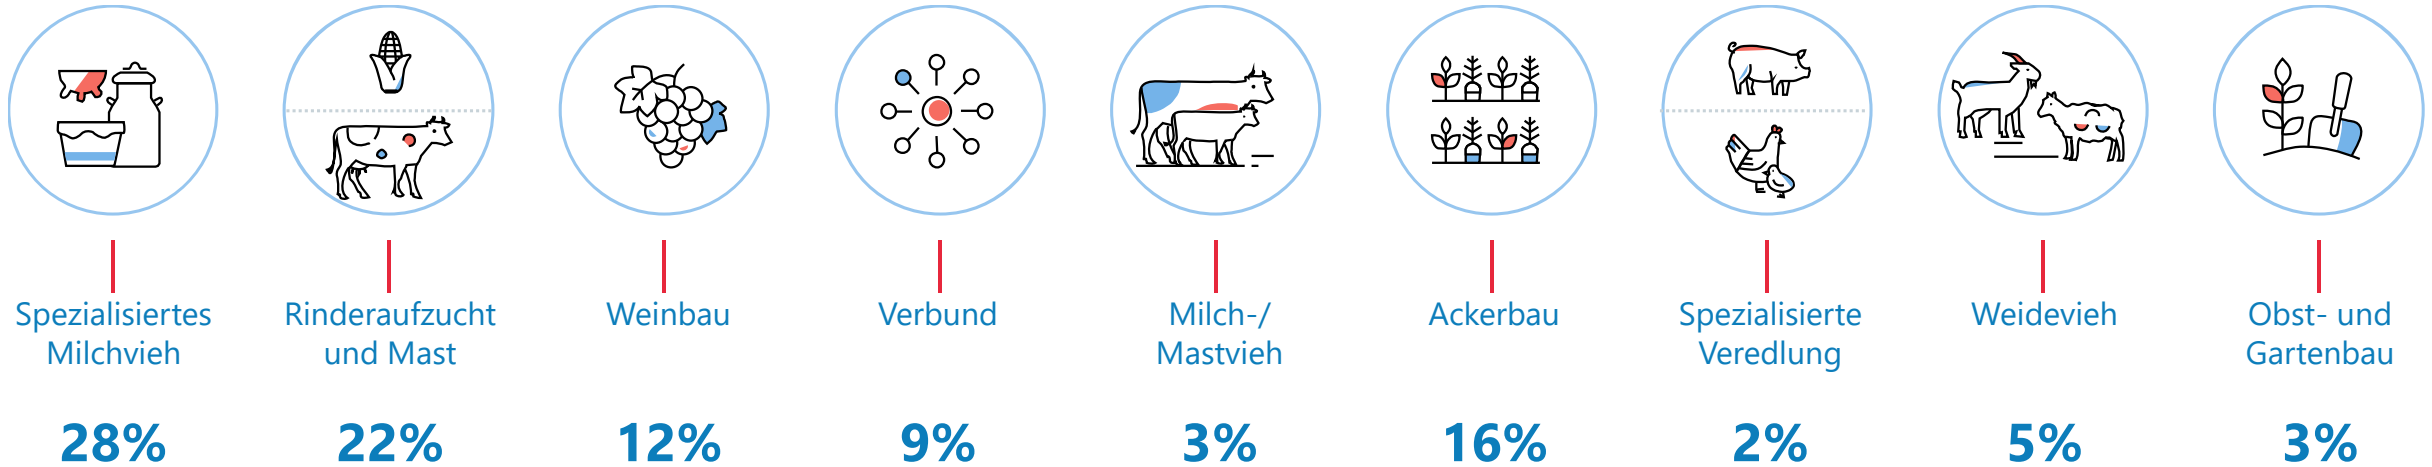 Spezialisiertes
Milchvieh
28%
Rinderaufzucht
und Mast
22%
Weinbau
12%
Verbund
9%
Milch-/
Mastvieh
3%
Ackerbau
16%
Spezialisierte
Veredlung
2%
Weidevieh
5%
Obst- und
Gartenbau
3%